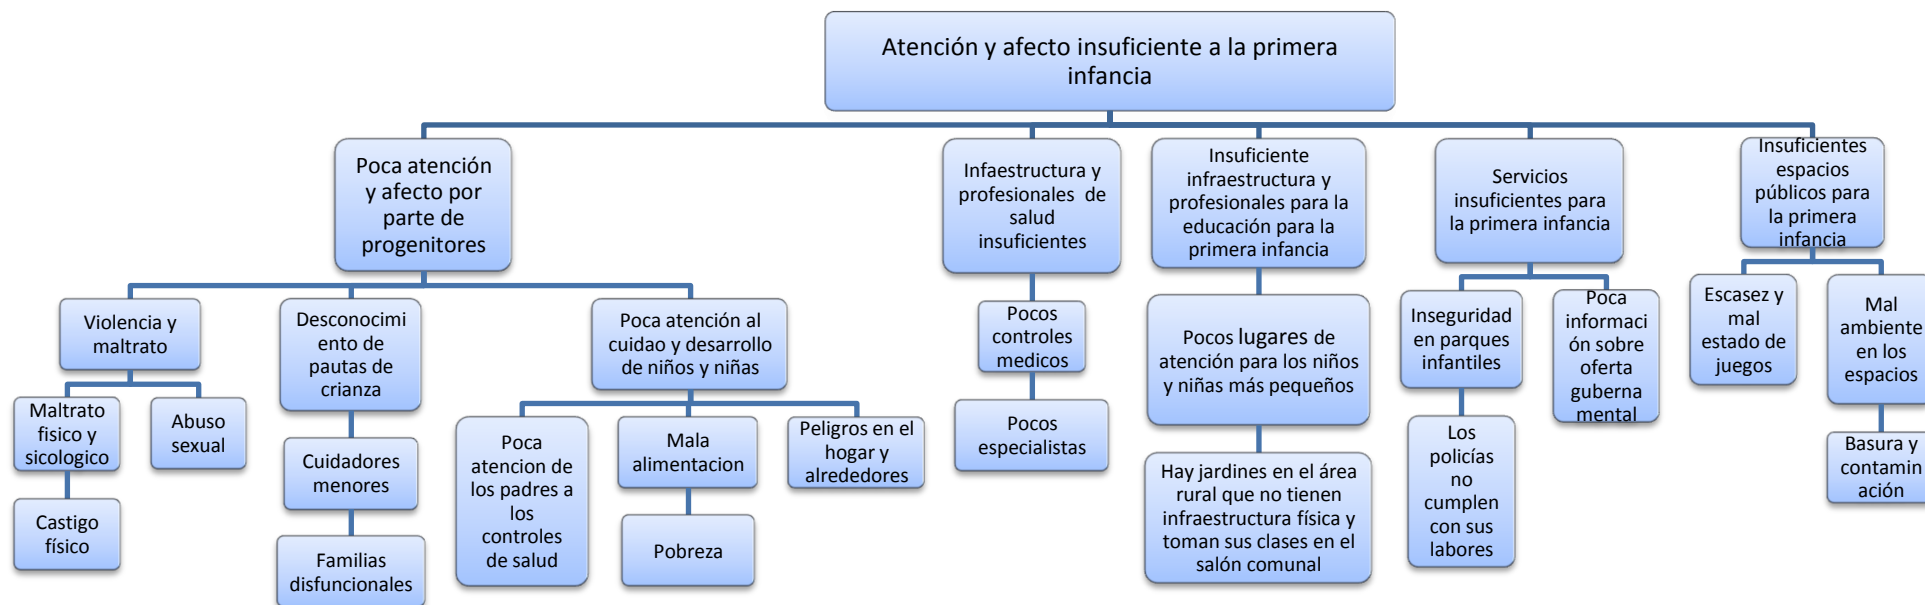 Atención y afecto insuficiente a la primera
infancia
Poca atención
y afecto por
parte de
progenitores
Infaestructura y
profesionales de
salud
insuficientes
Insuficiente
infraestructura y
profesionales para la
educación para la
primera infancia
Servicios
insuficientes para
la primera infancia
Insuficientes
espacios
públicos para
la primera
infancia
Violencia y
maltrato
Desconocimi
ento de
pautas de
crianza
Poca atención al
cuidao y desarrollo
de niños y niñas
Pocos
controles
medicos
Pocos lugares de
atención para los niños
y niñas más pequeños
Inseguridad
en parques
infantiles
Poca
informaci
ón sobre
oferta
guberna
mental
Escasez y
mal
estado de
juegos
Mal
ambiente
en los
espacios
Maltrato
fisico y
sicologico
Abuso
sexual
Cuidadores
menores
Poca
atencion de
los padres a
los
controles
de salud
Mala
alimentacion
Peligros en el
hogar y
alrededores
Pocos
especialistas
Hay jardines en el área
rural que no tienen
infraestructura física y
toman sus clases en el
salón comunal
Los
policías
no
cumplen
con sus
labores
Basura y
contamin
ación
Castigo
físico
Familias
disfuncionales
Pobreza